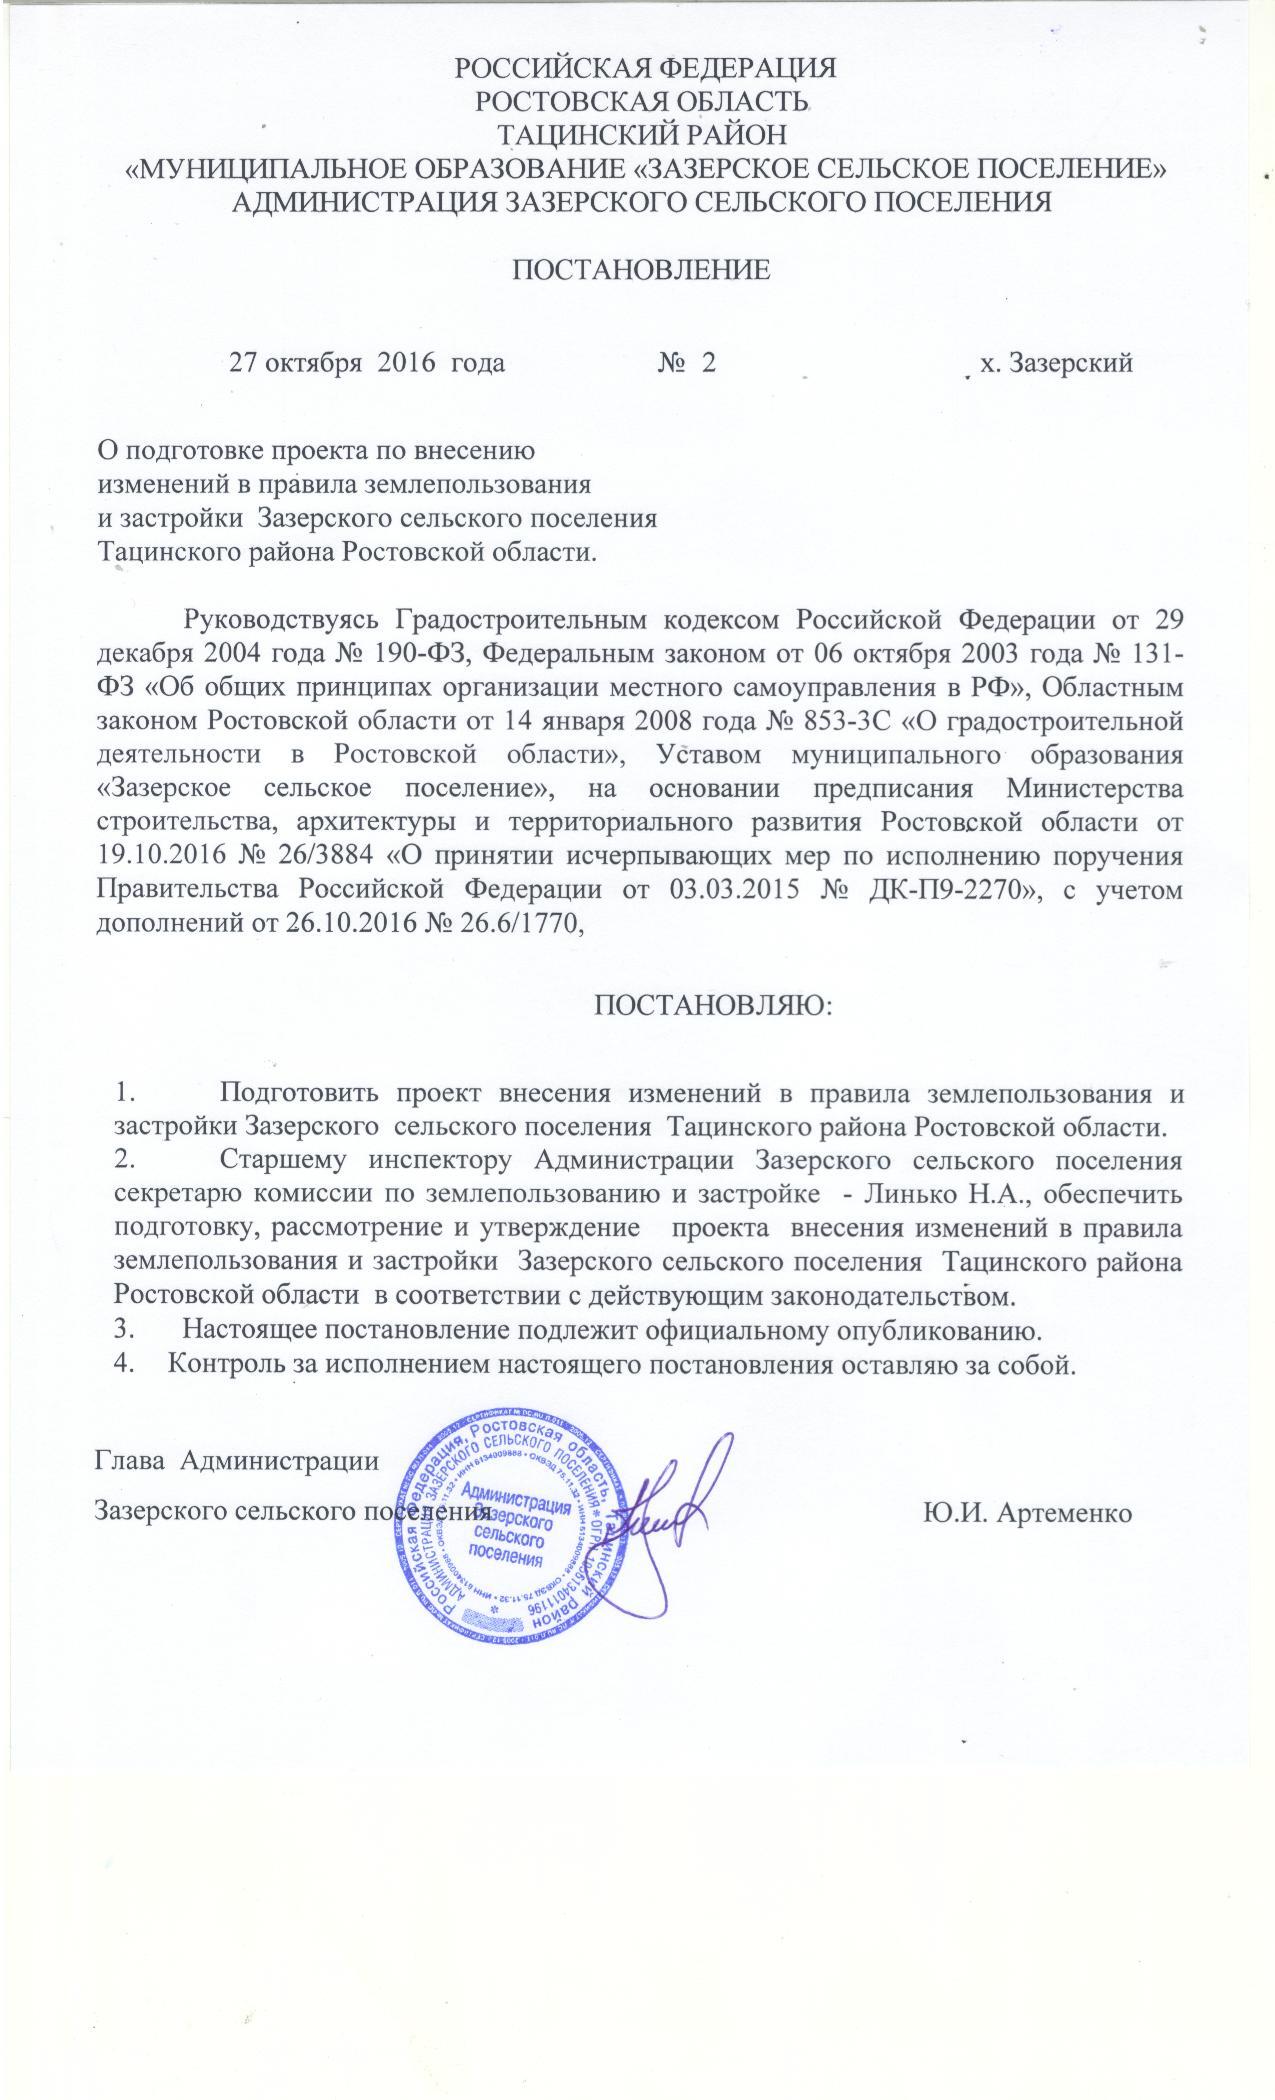 РОССИЙСКАЯ ФЕДЕРАЦИЯ
РОСТОВСКАЯ ОБЛАСТЬ
ТАЦИНСКИЙ РАЙОН
«МУНИЦИПАЛЬНОЕ ОБРАЗОВАНИЕ «ЗАЗЕРСКОЕ СЕЛЬСКОЕ ПОСЕЛЕНИЕ»
АДМИНИСТРАЦИЯ ЗАЗЕРСКОГО СЕЛЬСКОГО ПОСЕЛЕНИЯ
ПОСТАНОВЛЕНИЕ
27 октября 2016 года № 2 х. Зазерский
О подготовке проекта по внесению
изменений в правила землепользования
и застройки Зазерского сельского поселения
Тацинского района Ростовской области.
Руководствуясь Градостроительным кодексом Российской Федерации от 29
декабря 2004 года № 190-ФЗ, Федеральным законом от 06 октября 2003 года № 131-
ФЗ «Об общих принципах организации местного самоуправления в РФ», Областным
законом Ростовской области от 14 января 2008 года № 853-ЗС «О градостроительной
деятельности в Ростовской области», Уставом муниципального образования
«Зазерское сельское поселение», на основании предписания Министерства
строительства, архитектуры и территориального развития Ростовской области от
19.10.2016 № 26/3884 «О принятии исчерпывающих мер по исполнению поручения
Правительства Российской Федерации от 03.03.2015 № ДК-П9-2270», с учетом
дополнений от 26.10.2016 № 26.6/1770,
ПОСТАНОВЛЯЮ:
1. Подготовить проект внесения изменений в правила землепользования и
застройки Зазерского сельского поселения Тацинского района Ростовской области.
2. Старшему инспектору Администрации Зазерского сельского поселения
секретарю комиссии по землепользованию и застройке - Линько Н.А., обеспечить
подготовку, рассмотрение и утверждение проекта внесения изменений в правила
землепользования и застройки Зазерского сельского поселения Тацинского района
Ростовской области в соответствии с действующим законодательством.
3. Настоящее постановление подлежит официальному опубликованию.
4. Контроль за исполнением настоящего постановления оставляю за собой.
Глава Администрации
Зазерского сельского поселения Ю.И. Артеменко
Российская Федерация, Ростовская область, Тацинский район
АДМИНИСТРАЦИЯ ЗАЗЕРСКОГО СЕЛЬСКОГО ПОСЕЛЕНИЯ * ОГРН 1056134011196
Администрация
Зазерского
сельского
поселения